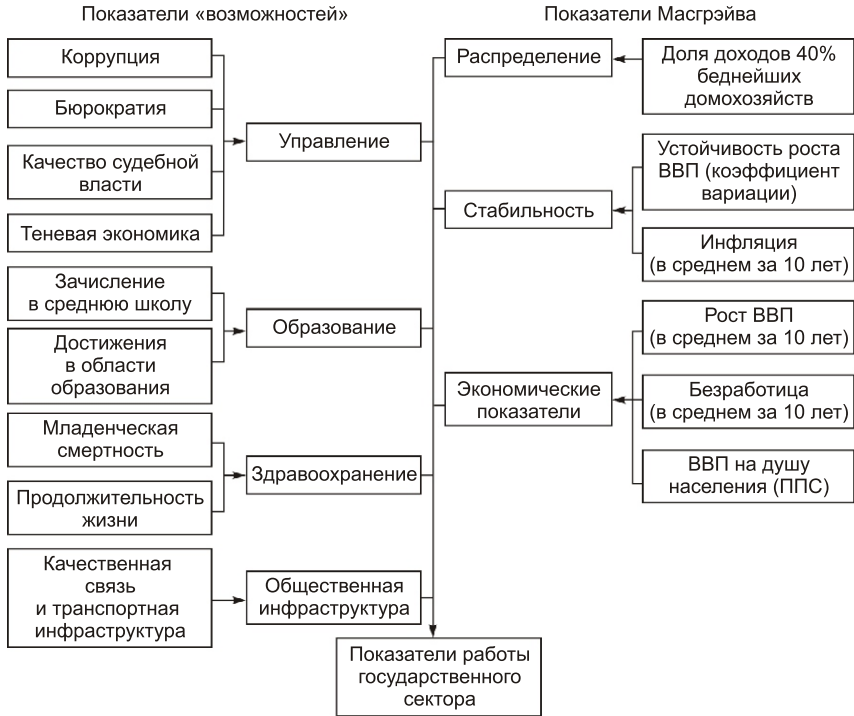 Показатели «возможностей»
Коррупция
Бюрократия
Качество судебной
власти
Теневая экономика
Управление
Зачисление
в среднюю школу
Достижения
в области
образования
Образование
Младенческая
смертность
Продолжительность
жизни
Здравоохранение
Качественная
связь
и транспортная
инфраструктура
Общественная
инфраструктура
Показатели Масгрэйва
Распределение
Доля доходов 40%
беднейших
домохозяйств
Стабильность
Устойчивость роста
ВВП (коэффициент
вариации)
Инфляция
(в среднем за 10 лет)
Экономические
показатели
Рост ВВП
(в среднем за 10 лет)
Безработица
(в среднем за 10 лет)
ВВП на душу
населения (ППС)
Показатели работы
государственного
сектора